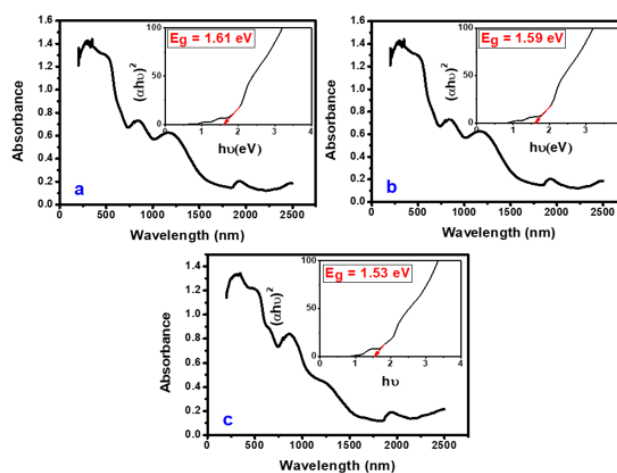 1.6
1.4
1.2
1.0
0.8
0.6
0.4
0.2
0.0
Absorbance
0 500 1000 1500 2000 2500
Wavelength (nm)
a
Eg = 1.61 eV
(αhυ)2
100
50
0
0 1 2 3 4
hυ(eV)
1.6
1.4
1.2
1.0
0.8
0.6
0.4
0.2
0.0
Absorbance
0 500 1000 1500 2000 2500
Wavelength (nm)
b
Eg = 1.59 eV
(αhυ)2
100
50
0
0 1 2 3
hυ(eV)
1.4
1.2
1.0
0.8
0.6
0.4
0.2
0.0
Absorbance
0 500 1000 1500 2000 2500
Wavelength (nm)
c
Eg = 1.53 eV
(αhυ)2
100
50
0
0 1 2 3 4
hυ